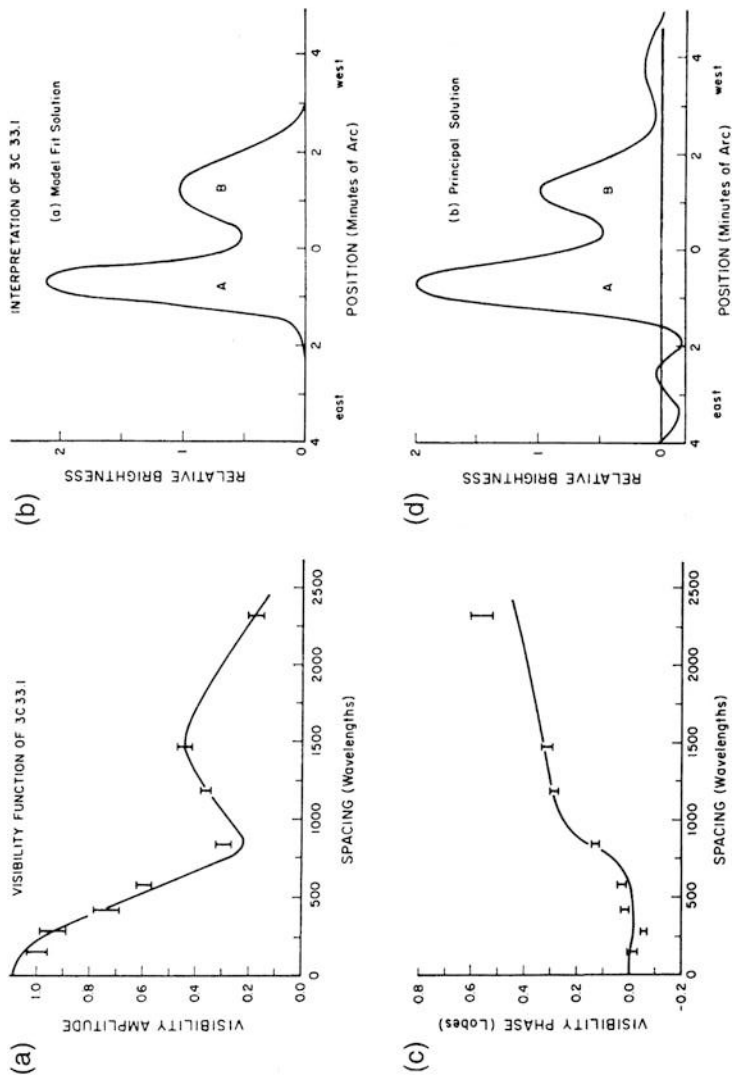 (a)
VISIBILITY FUNCTION OF 3C33.1
VISIBILITY AMPLITUDE
1.0
0.8
0.6
0.4
0.2
0.0
0 500 1000 1500 2000 2500
SPACING (Wavelengths)
(b)
INTERPRETATION OF 3C 33.1
(a) Model Fit Solution
RELATIVE BRIGHTNESS
2
1
0
A
B
4 2 0 2 4
east west
POSITION (Minutes of Arc)
(c)
VISIBILITY PHASE (Lobes)
0.8
0.6
0.4
0.2
0.0
-0.2
0 500 1000 1500 2000 2500
SPACING (Wavelengths)
(d)
(b) Principal Solution
RELATIVE BRIGHTNESS
2
1
0
A
B
4 2 0 2 4
east west
POSITION (Minutes of Arc)